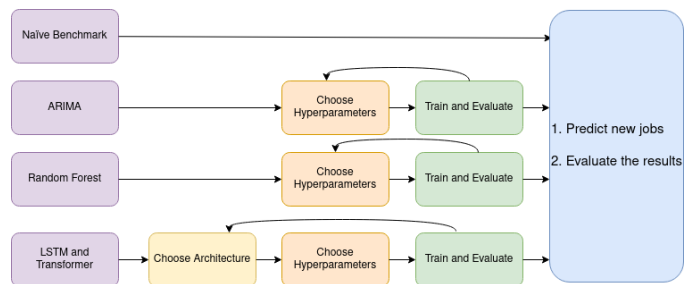 Naïve Benchmark
ARIMA
Choose
Hyperparameters
Train and Evaluate
Random Forest
Choose
Hyperparameters
Train and Evaluate
LSTM and
Transformer
Choose Architecture
Choose
Hyperparameters
Train and Evaluate
1. Predict new jobs
2. Evaluate the results